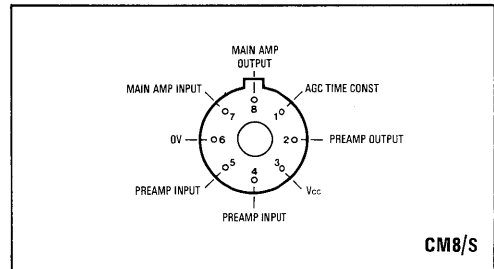 MAIN AMP
OUTPUT
MAIN AMP INPUT
AGC TIME CONST
8
7
1
0V
6
2
PREAMP OUTPUT
5
3
4
PREAMP INPUT
Vcc
PREAMP INPUT
CM8/S